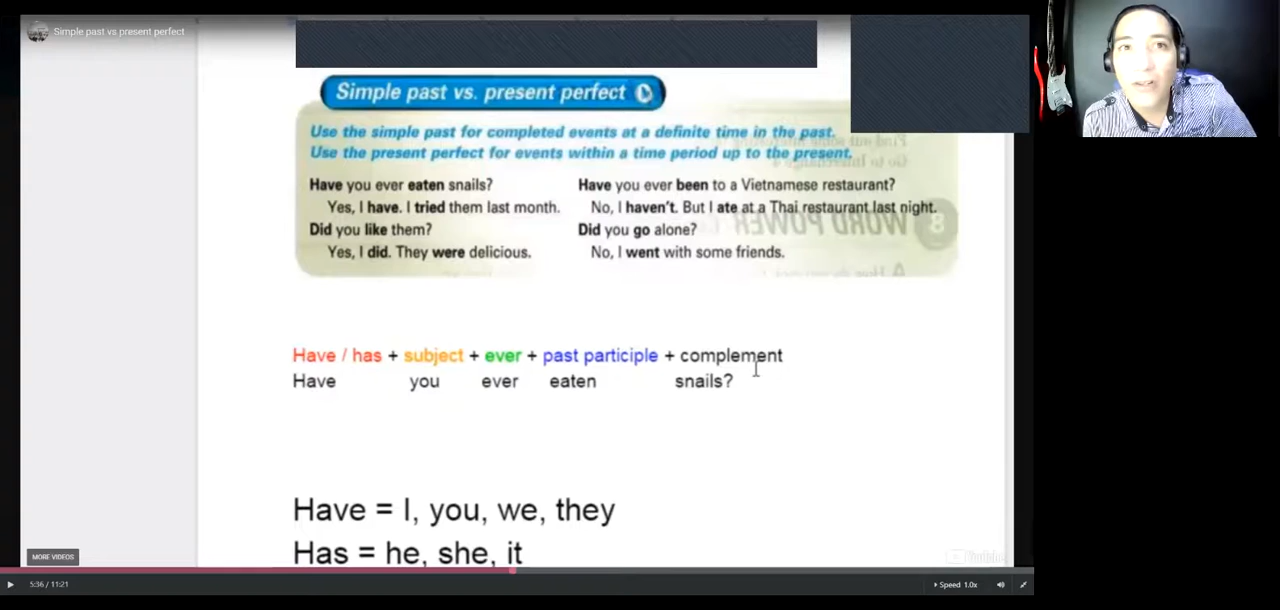 Simple past vs present perfect
Simple past vs. present perfect
Use the simple past for completed events at a definite time in the past.
Use the present perfect for events within a time period up to the present.
Have you ever eaten snails?
Yes, I have. I tried them last month.
Did you like them?
Yes, I did. They were delicious.
Have you ever been to a Vietnamese restaurant?
No, I haven't. But I ate at a Thai restaurant last night.
Did you go alone?
No, I went with some friends.
8 WORD POWER
Have / has + subject + ever + past participle + complement
Have you ever eaten snails?
Have = I, you, we, they
Has = he, she, it
MORE VIDEOS
YouTube
5:36 / 11:21
Speed 1.0x